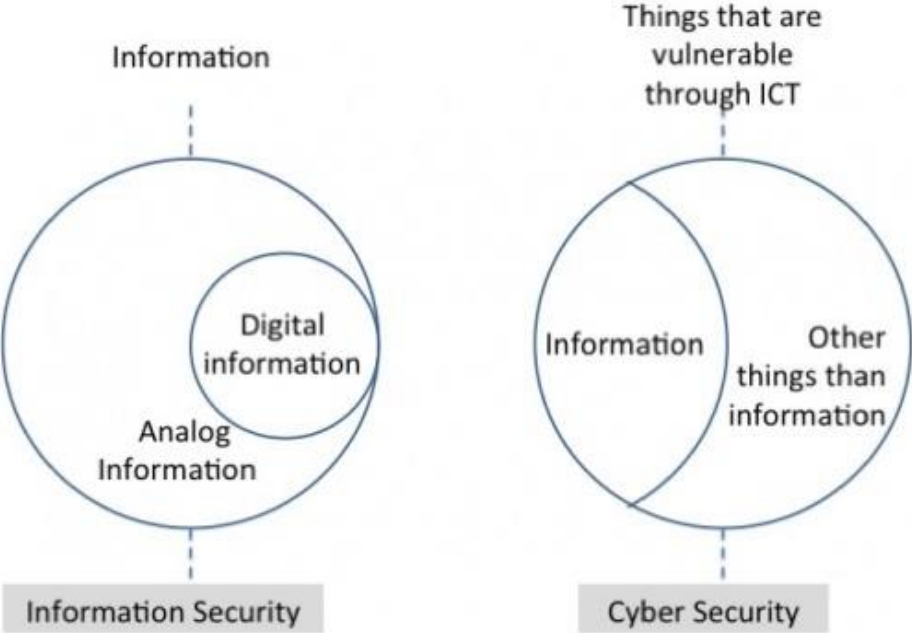 Information
Digital
information
Analog
Information
Information Security
Things that are
vulnerable
through ICT
Information
Other
things than
information
Cyber Security